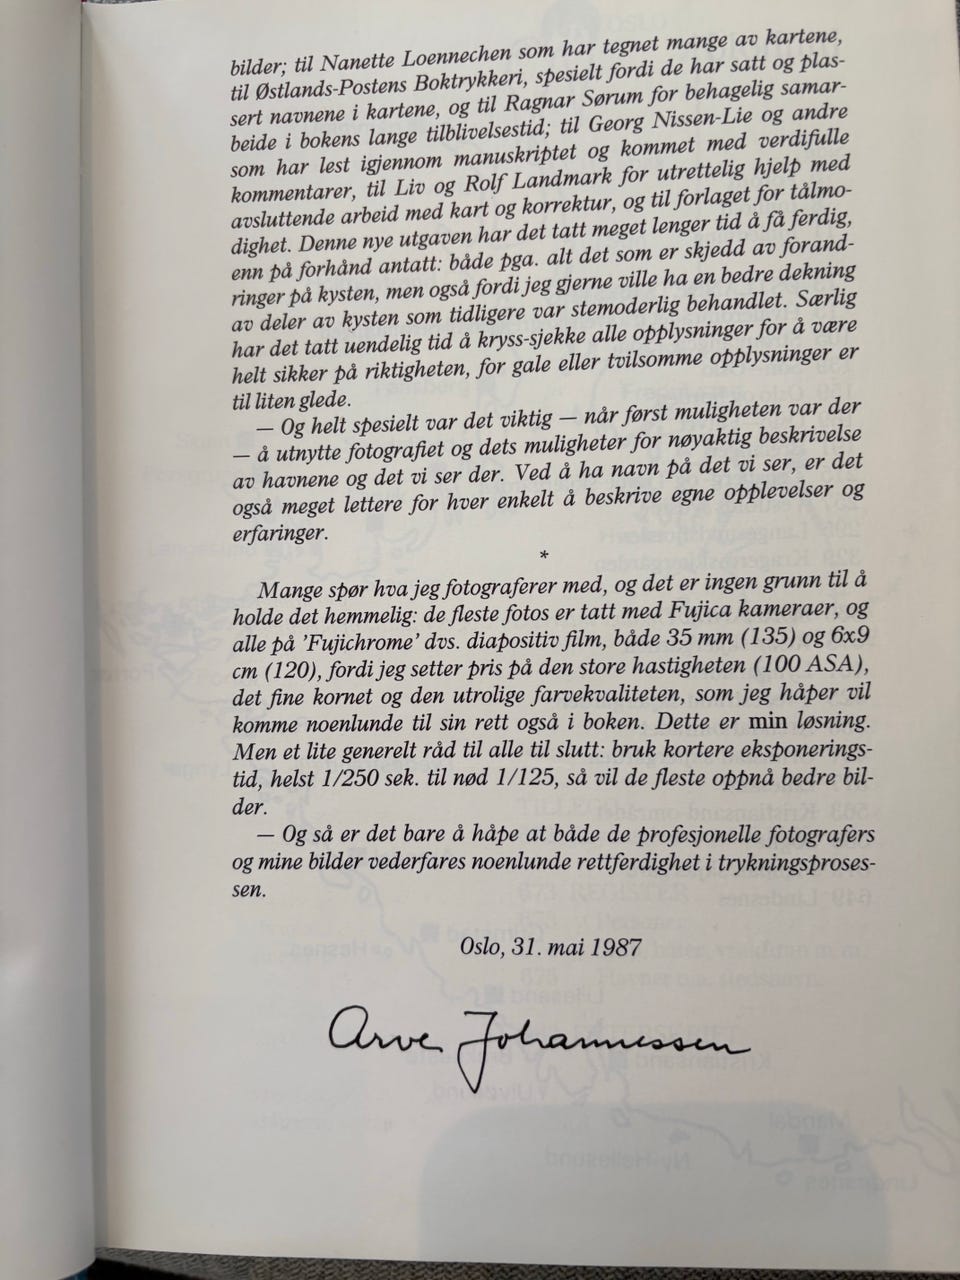 bilder; til Nanette Loennechen som har tegnet mange av kartene,
til Østlands-Postens Boktrykkeri, spesielt fordi de har satt og plas-
sert navnene i kartene, og til Ragnar Sørum for behagelig samar-
beide i bokens lange tilblivelsestid; til Georg Nissen-Lie og andre
som har lest igjennom manuskriptet og kommet med verdifulle
kommentarer, til Liv og Rolf Landmark for utrettelig hjelp med
avsluttende arbeid med kart og korrektur, og til forlaget for tålmo-
dighet. Denne nye utgaven har det tatt meget lenger tid å få ferdig,
enn på forhånd antatt: både pga. alt det som er skjedd av forand-
ringer på kysten, men også fordi jeg gjerne ville ha en bedre dekning
av deler av kysten som tidligere var stemoderlig behandlet. Særlig
har det tatt uendelig tid å kryss-sjekke alle opplysninger for å være
helt sikker på riktigheten, for gale eller tvilsomme opplysninger er
til liten glede.
— Og helt spesielt var det viktig — når først muligheten var der
— å utnytte fotografiet og dets muligheter for nøyaktig beskrivelse
av havnene og det vi ser der. Ved å ha navn på det vi ser, er det
også meget lettere for hver enkelt å beskrive egne opplevelser og
erfaringer.
*
Mange spør hva jeg fotograferer med, og det er ingen grunn til å
holde det hemmelig: de fleste fotos er tatt med Fujica kameraer, og
alle på 'Fujichrome' dvs. diapositiv film, både 35 mm (135) og 6x9
cm (120), fordi jeg setter pris på den store hastigheten (100 ASA),
det fine kornet og den utrolige farvekvaliteten, som jeg håper vil
komme noenlunde til sin rett også i boken. Dette er min løsning.
Men et lite generelt råd til alle til slutt: bruk kortere eksponerings-
tid, helst 1/250 sek. til nød 1/125, så vil de fleste oppnå bedre bil-
der.
— Og så er det bare å håpe at både de profesjonelle fotografers
og mine bilder vederfares noenlunde rettferdighet i trykningsproses-
sen.
Oslo, 31. mai 1987
Arve Johannessen